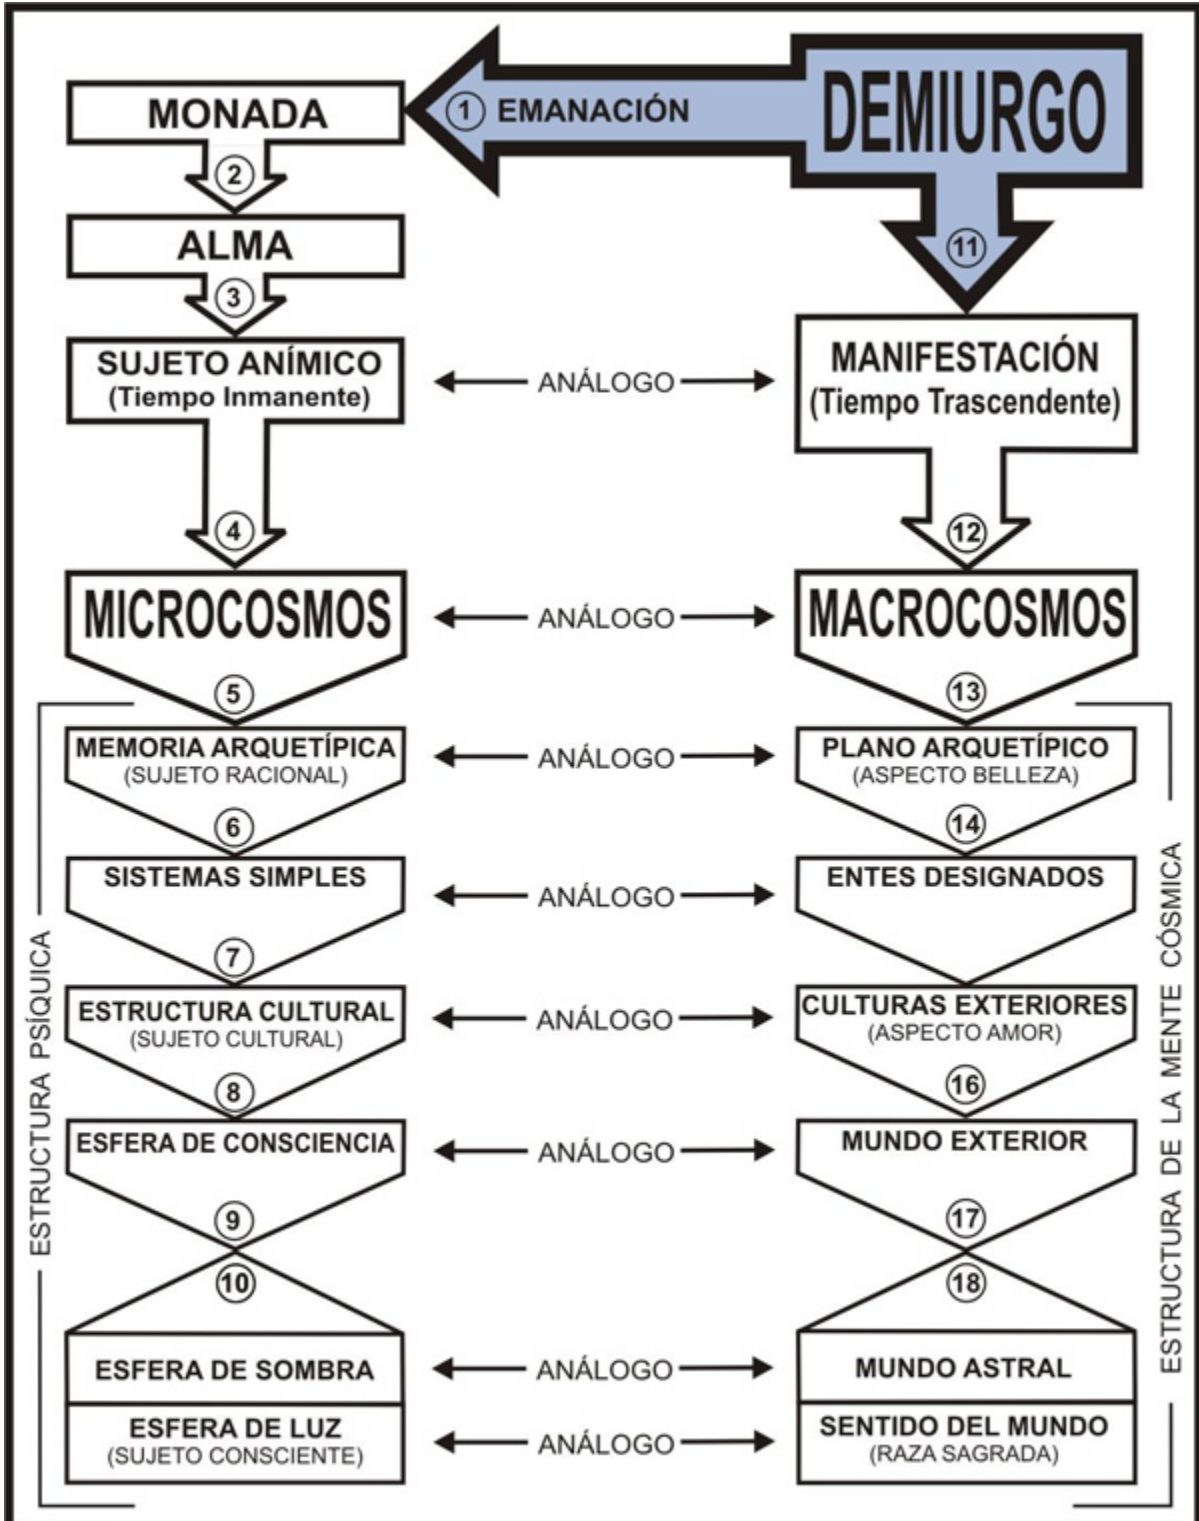 MONADA
1 EMANACIÓN
DEMIURGO
2
ALMA
11
3
SUJETO ANÍMICO
(Tiempo Inmanente)
ANÁLOGO
MANIFESTACIÓN
(Tiempo Trascendente)
4
12
MICROCOSMOS
ANÁLOGO
MACROCOSMOS
5
13
MEMORIA ARQUETÍPICA
(SUJETO RACIONAL)
ANÁLOGO
PLANO ARQUETÍPICO
(ASPECTO BELLEZA)
6
14
SISTEMAS SIMPLES
ANÁLOGO
ENTES DESIGNADOS
7
ESTRUCTURA CULTURAL
(SUJETO CULTURAL)
ANÁLOGO
CULTURAS EXTERIORES
(ASPECTO AMOR)
8
16
ESFERA DE CONSCIENCIA
ANÁLOGO
MUNDO EXTERIOR
9
17
10
18
ESFERA DE SOMBRA
ANÁLOGO
MUNDO ASTRAL
ESFERA DE LUZ
(SUJETO CONSCIENTE)
ANÁLOGO
SENTIDO DEL MUNDO
(RAZA SAGRADA)
ESTRUCTURA PSÍQUICA
ESTRUCTURA DE LA MENTE CÓSMICA